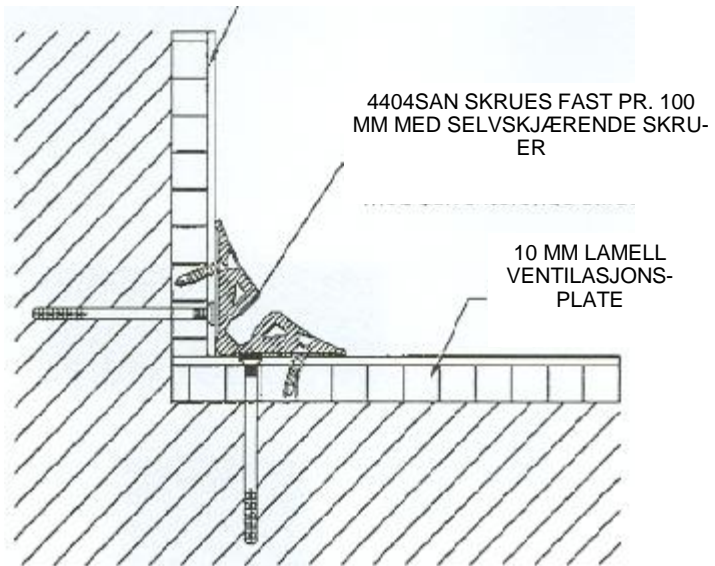 4404SAN SKRUES FAST PR. 100
MM MED SELVSKJÆRENDE SKRU-
ER
10 MM LAMELL
VENTILASJONS-
PLATE